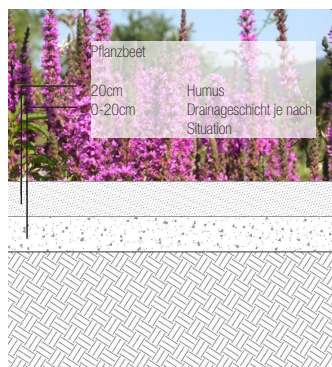 Pflanzbeet
20cm Humus
0-20cm Drainageschicht je nach
Situation